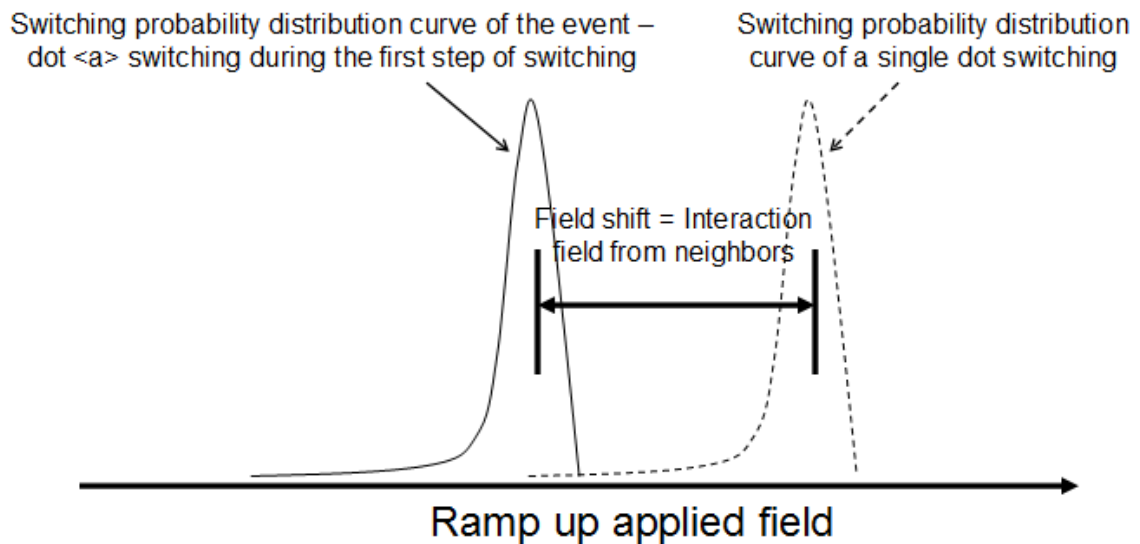 Switching probability distribution curve of the event –
dot <a> switching during the first step of switching
Switching probability distribution
curve of a single dot switching
Field shift = Interaction
field from neighbors
Ramp up applied field